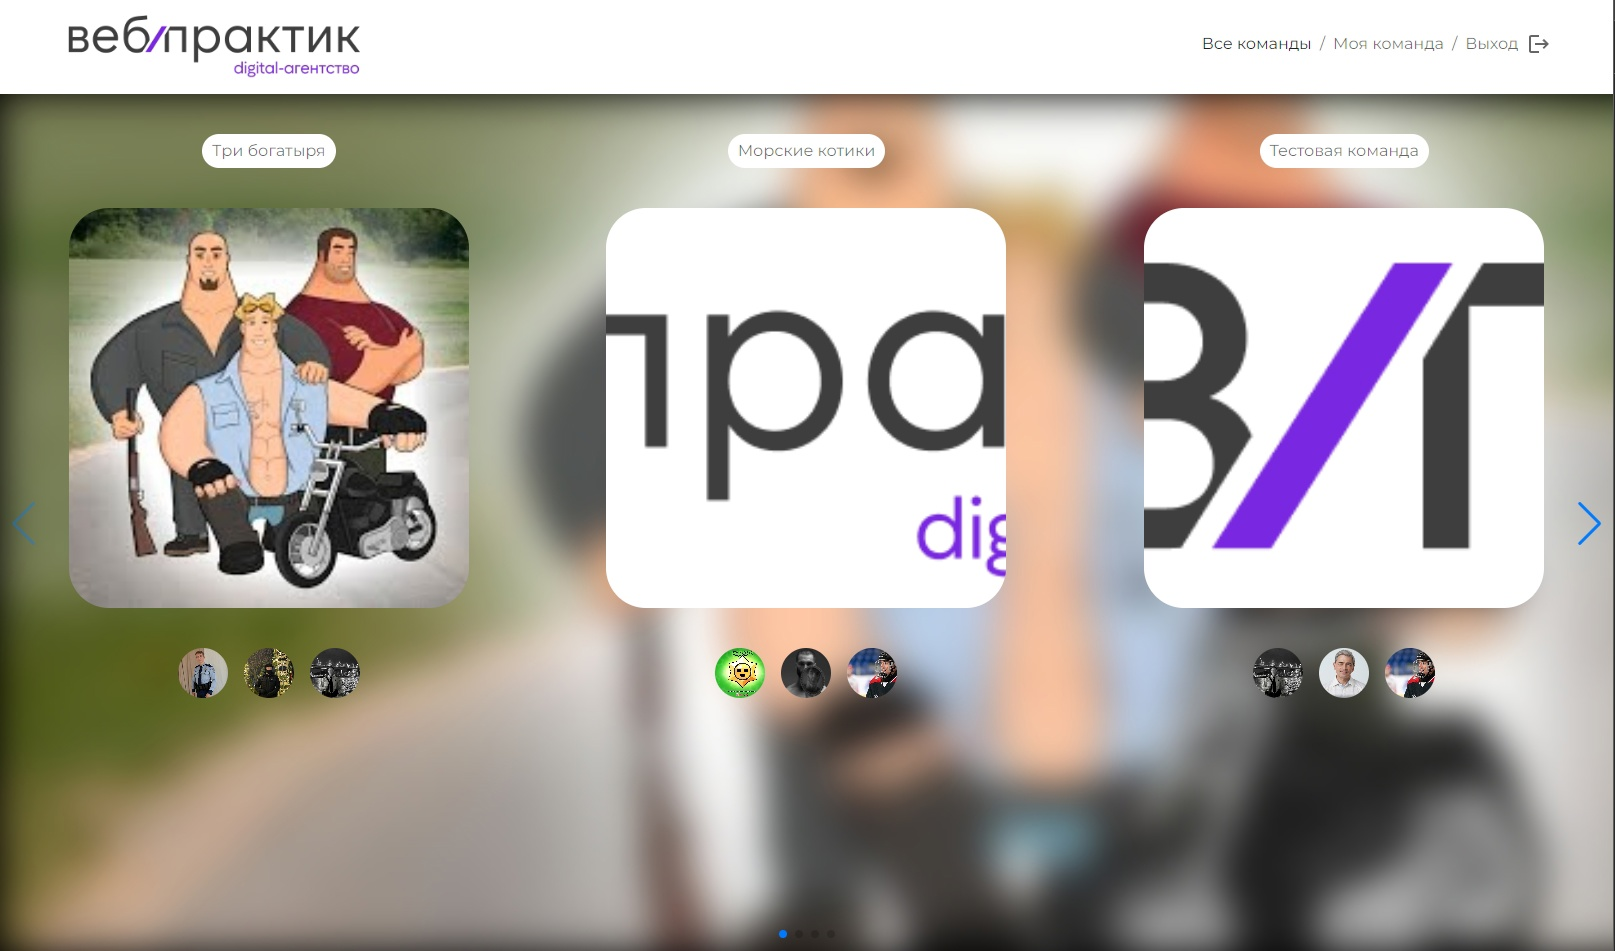 веб/практик
digital-агентство
Все команды / Моя команда / Выход
Три богатыря
Морские котики
Тестовая команда
пра
dig
В/П